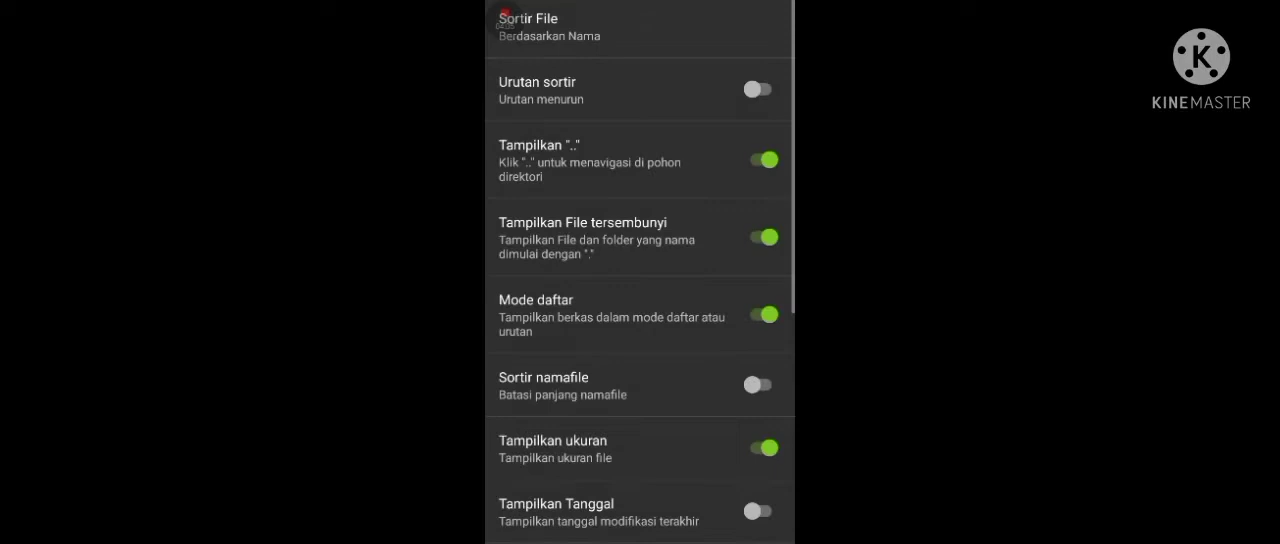 Sortir File
Berdasarkan Nama
Urutan sortir
Urutan menurun
Tampilkan ".."
Klik ".." untuk menavigasi di pohon
direktori
Tampilkan File tersembunyi
Tampilkan File dan folder yang nama
dimulai dengan "."
Mode daftar
Tampilkan berkas dalam mode daftar atau
urutan
Sortir namafile
Batasi panjang namafile
Tampilkan ukuran
Tampilkan ukuran file
Tampilkan Tanggal
Tampilkan tanggal modifikasi terakhir
K
KINEMASTER